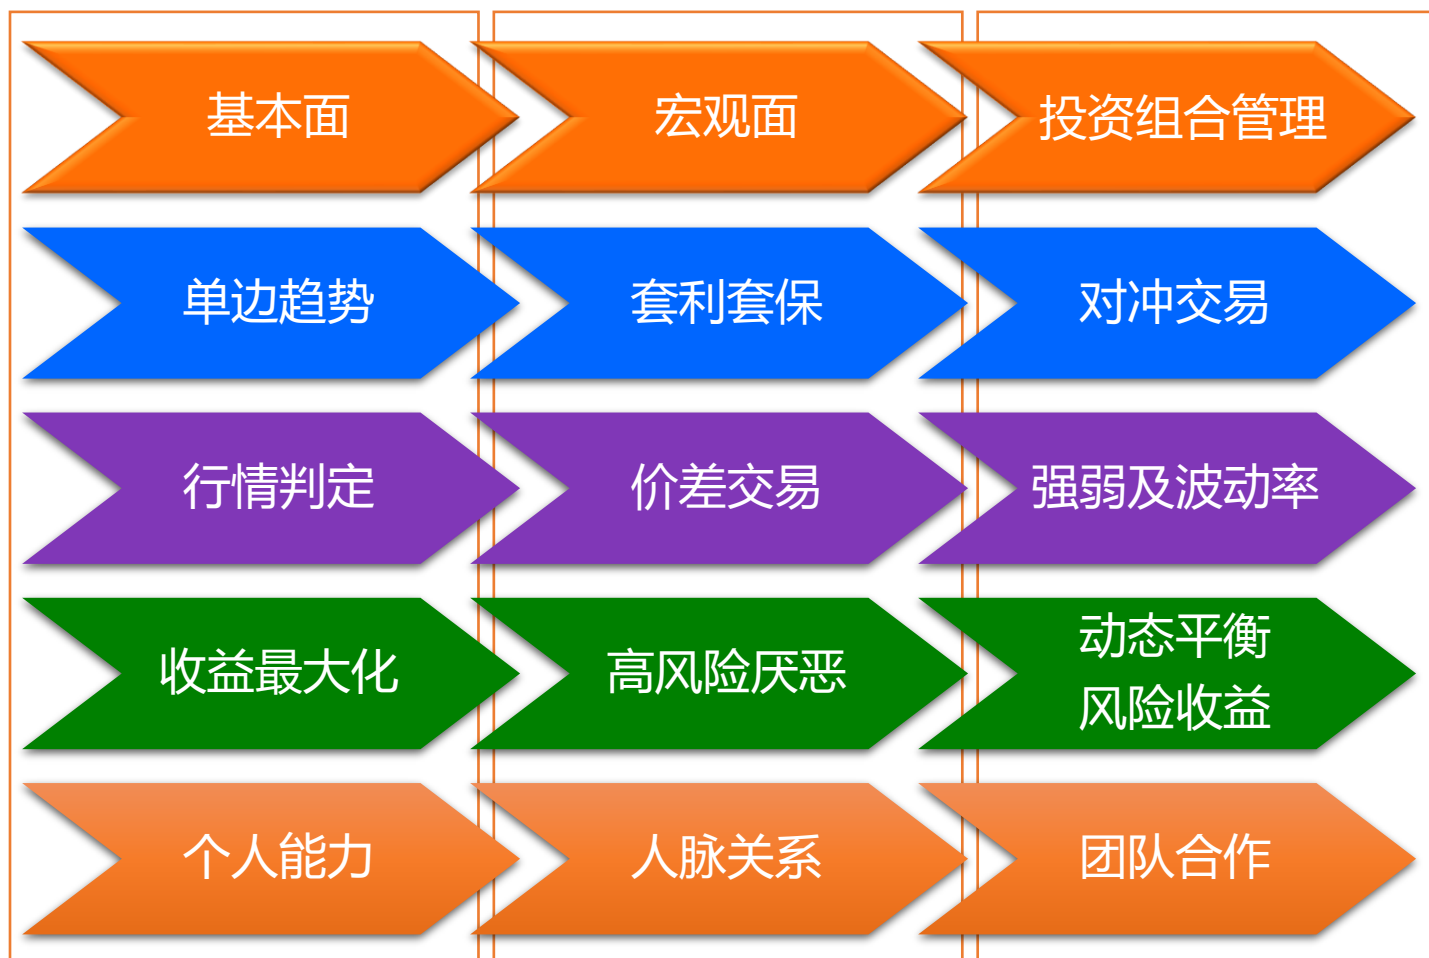 基本面
宏观面
投资组合管理
单边趋势
套利套保
对冲交易
行情判定
价差交易
强弱及波动率
收益最大化
高风险厌恶
动态平衡
风险收益
个人能力
人脉关系
团队合作